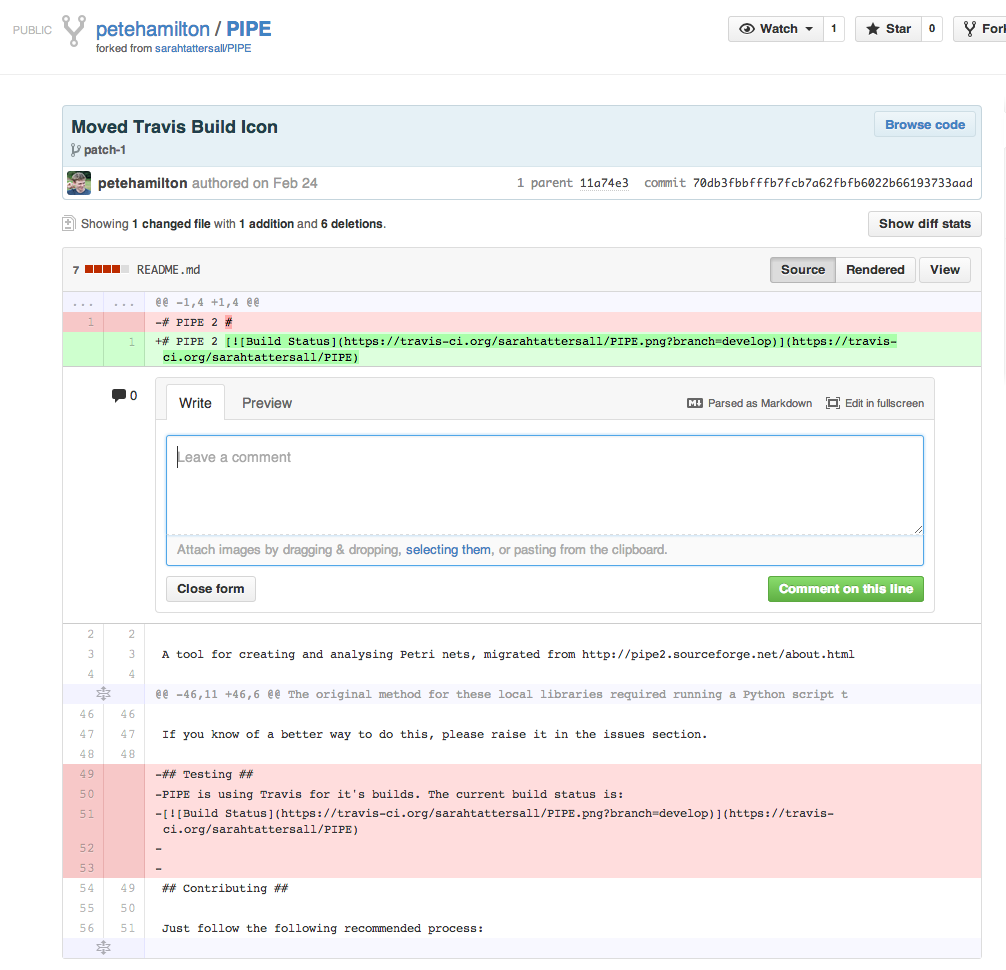 PUBLIC petehamilton / PIPE
forked from sarahtattersall/PIPE
Watch 1 Star 0
Moved Travis Build Icon
Browse code
patch-1
petehamilton authored on Feb 24 1 parent 11a74e3 commit 70db3fbbfffb7fcb7a62fbfb6022b66193733aad
Showing 1 changed file with 1 addition and 6 deletions. Show diff stats
7 README.md Source Rendered View
... ... @@ -1,4 +1,4 @@
1 -# PIPE 2 #
1 +# PIPE 2 [![Build Status](https://travis-ci.org/sarahtattersall/PIPE.png?branch=develop)](https://travis-
ci.org/sarahtattersall/PIPE)
0 Write Preview Parsed as Markdown Edit in fullscreen
Leave a comment
Attach images by dragging & dropping, selecting them, or pasting from the clipboard.
Close form Comment on this line
2 2
3 3 A tool for creating and analysing Petri nets, migrated from http://pipe2.sourceforge.net/about.html
4 4
@@ -46,11 +46,6 @@ The original method for these local libraries required running a Python script t
46 46
47 47 If you know of a better way to do this, please raise it in the issues section.
48 48
49 -## Testing ##
50 -PIPE is using Travis for it's builds. The current build status is:
51 -[![Build Status](https://travis-ci.org/sarahtattersall/PIPE.png?branch=develop)](https://travis-
ci.org/sarahtattersall/PIPE)
52 -
53 -
54 49 ## Contributing ##
55 50
56 51 Just follow the following recommended process: